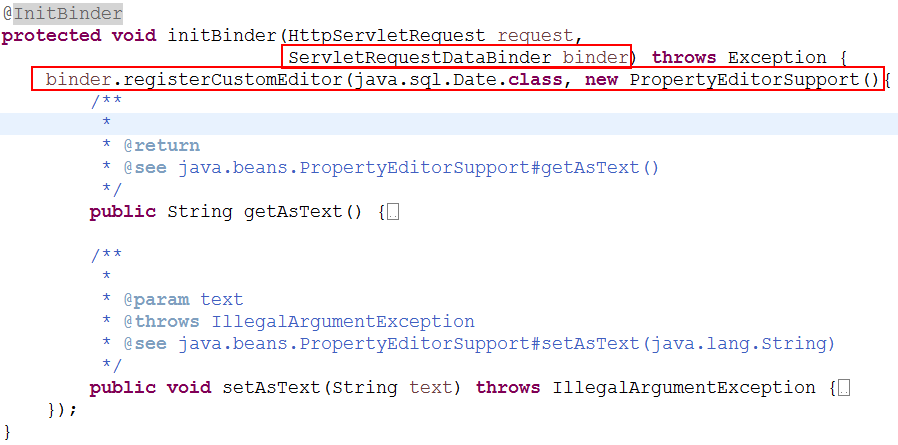 @InitBinder
protected void initBinder(HttpServletRequest request,
ServletRequestDataBinder binder) throws Exception {
binder.registerCustomEditor(java.sql.Date.class, new PropertyEditorSupport(){
/**
*
* @return
* @see java.beans.PropertyEditorSupport#getAsText()
*/
public String getAsText() {..
/**
*
* @param text
* @throws IllegalArgumentException
* @see java.beans.PropertyEditorSupport#setAsText(java.lang.String)
*/
public void setAsText(String text) throws IllegalArgumentException {..
});
}